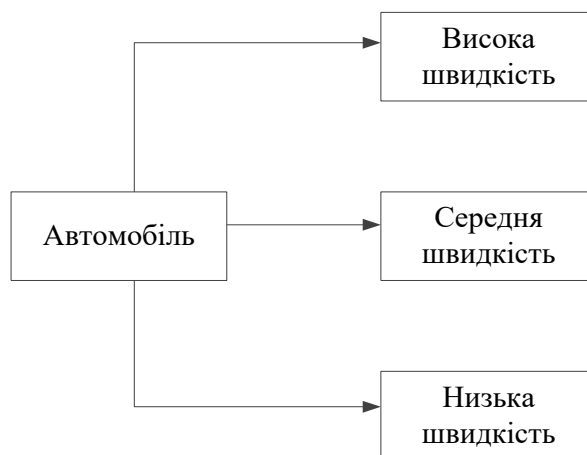 Висока
швидкість
Автомобіль
Середня
швидкість
Низька
швидкість